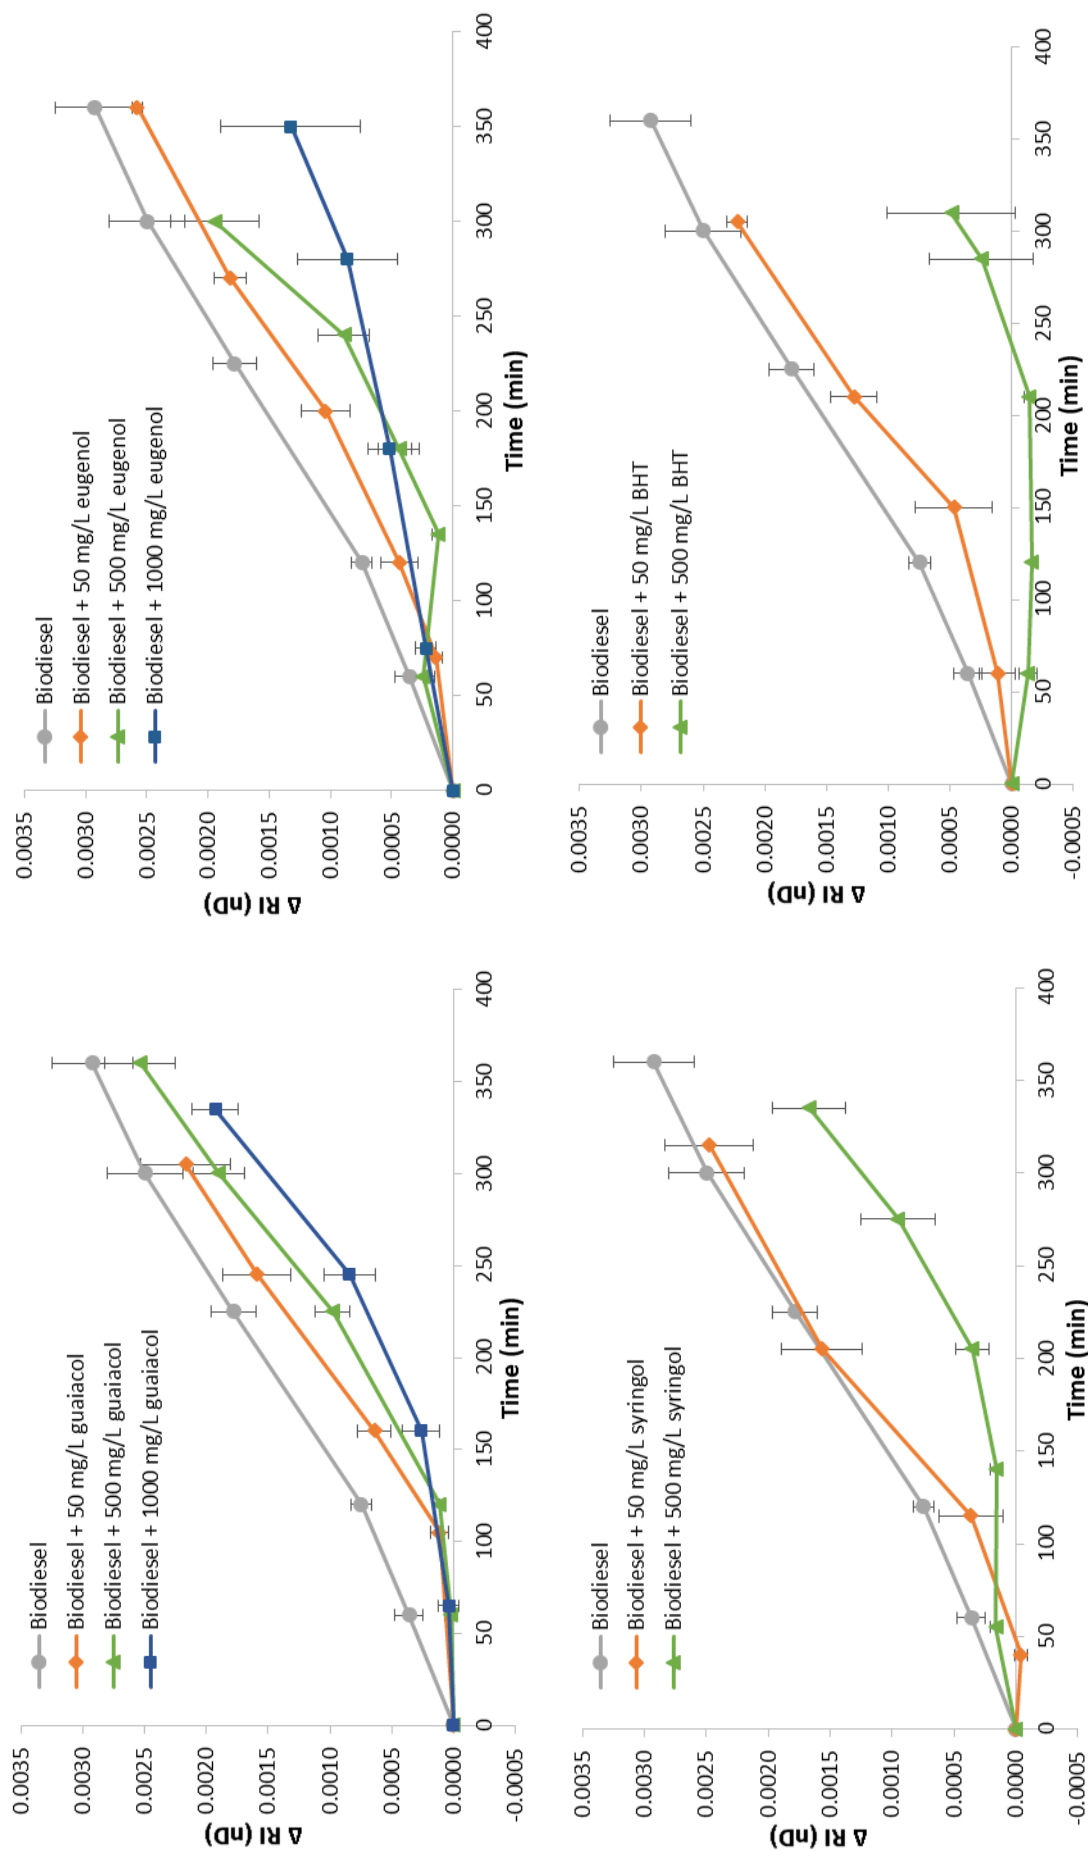 0.0035
0.0030
0.0025
0.0020
0.0015
0.0010
0.0005
0.0000
-0.0005
Δ RI (nD)
Biodiesel
Biodiesel + 50 mg/L guaiacol
Biodiesel + 500 mg/L guaiacol
Biodiesel + 1000 mg/L guaiacol
0 50 100 150 200 250 300 350 400
Time (min)
0.0035
0.0030
0.0025
0.0020
0.0015
0.0010
0.0005
0.0000
Δ RI (nD)
Biodiesel
Biodiesel + 50 mg/L eugenol
Biodiesel + 500 mg/L eugenol
Biodiesel + 1000 mg/L eugenol
0 50 100 150 200 250 300 350 400
Time (min)
0.0035
0.0030
0.0025
0.0020
0.0015
0.0010
0.0005
0.0000
-0.0005
Δ RI (nD)
Biodiesel
Biodiesel + 50 mg/L syringol
Biodiesel + 500 mg/L syringol
0 50 100 150 200 250 300 350 400
Time (min)
0.0035
0.0030
0.0025
0.0020
0.0015
0.0010
0.0005
0.0000
-0.0005
Δ RI (nD)
Biodiesel
Biodiesel + 50 mg/L BHT
Biodiesel + 500 mg/L BHT
0 50 100 150 200 250 300 350 400
Time (min)